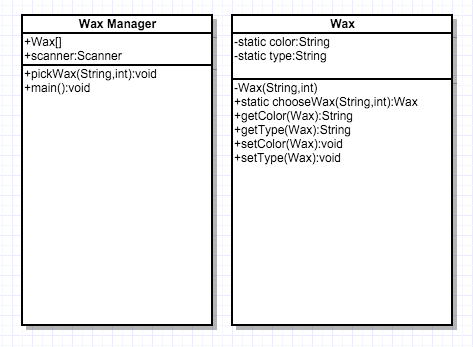 Wax Manager
+Wax[]
+scanner:Scanner
+pickWax(String,int):void
+main():void
Wax
-static color:String
-static type:String
-Wax(String,int)
+static chooseWax(String,int):Wax
+getColor(Wax):String
+getType(Wax):String
+setColor(Wax):void
+setType(Wax):void